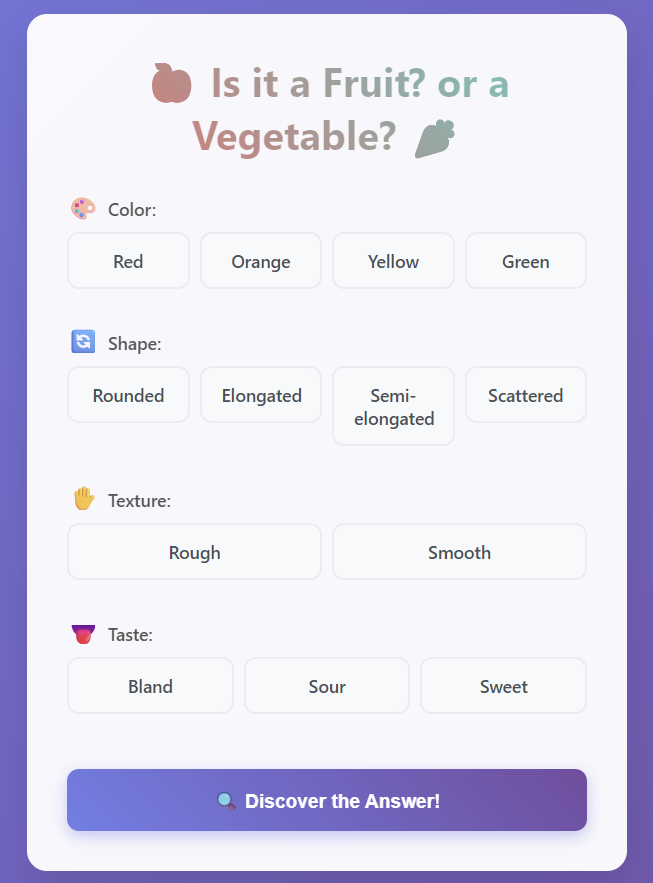 Is it a Fruit? or a
Vegetable?
Color:
Red Orange Yellow Green
Shape:
Rounded Elongated Semi-
elongated Scattered
Texture:
Rough Smooth
Taste:
Bland Sour Sweet
Discover the Answer!